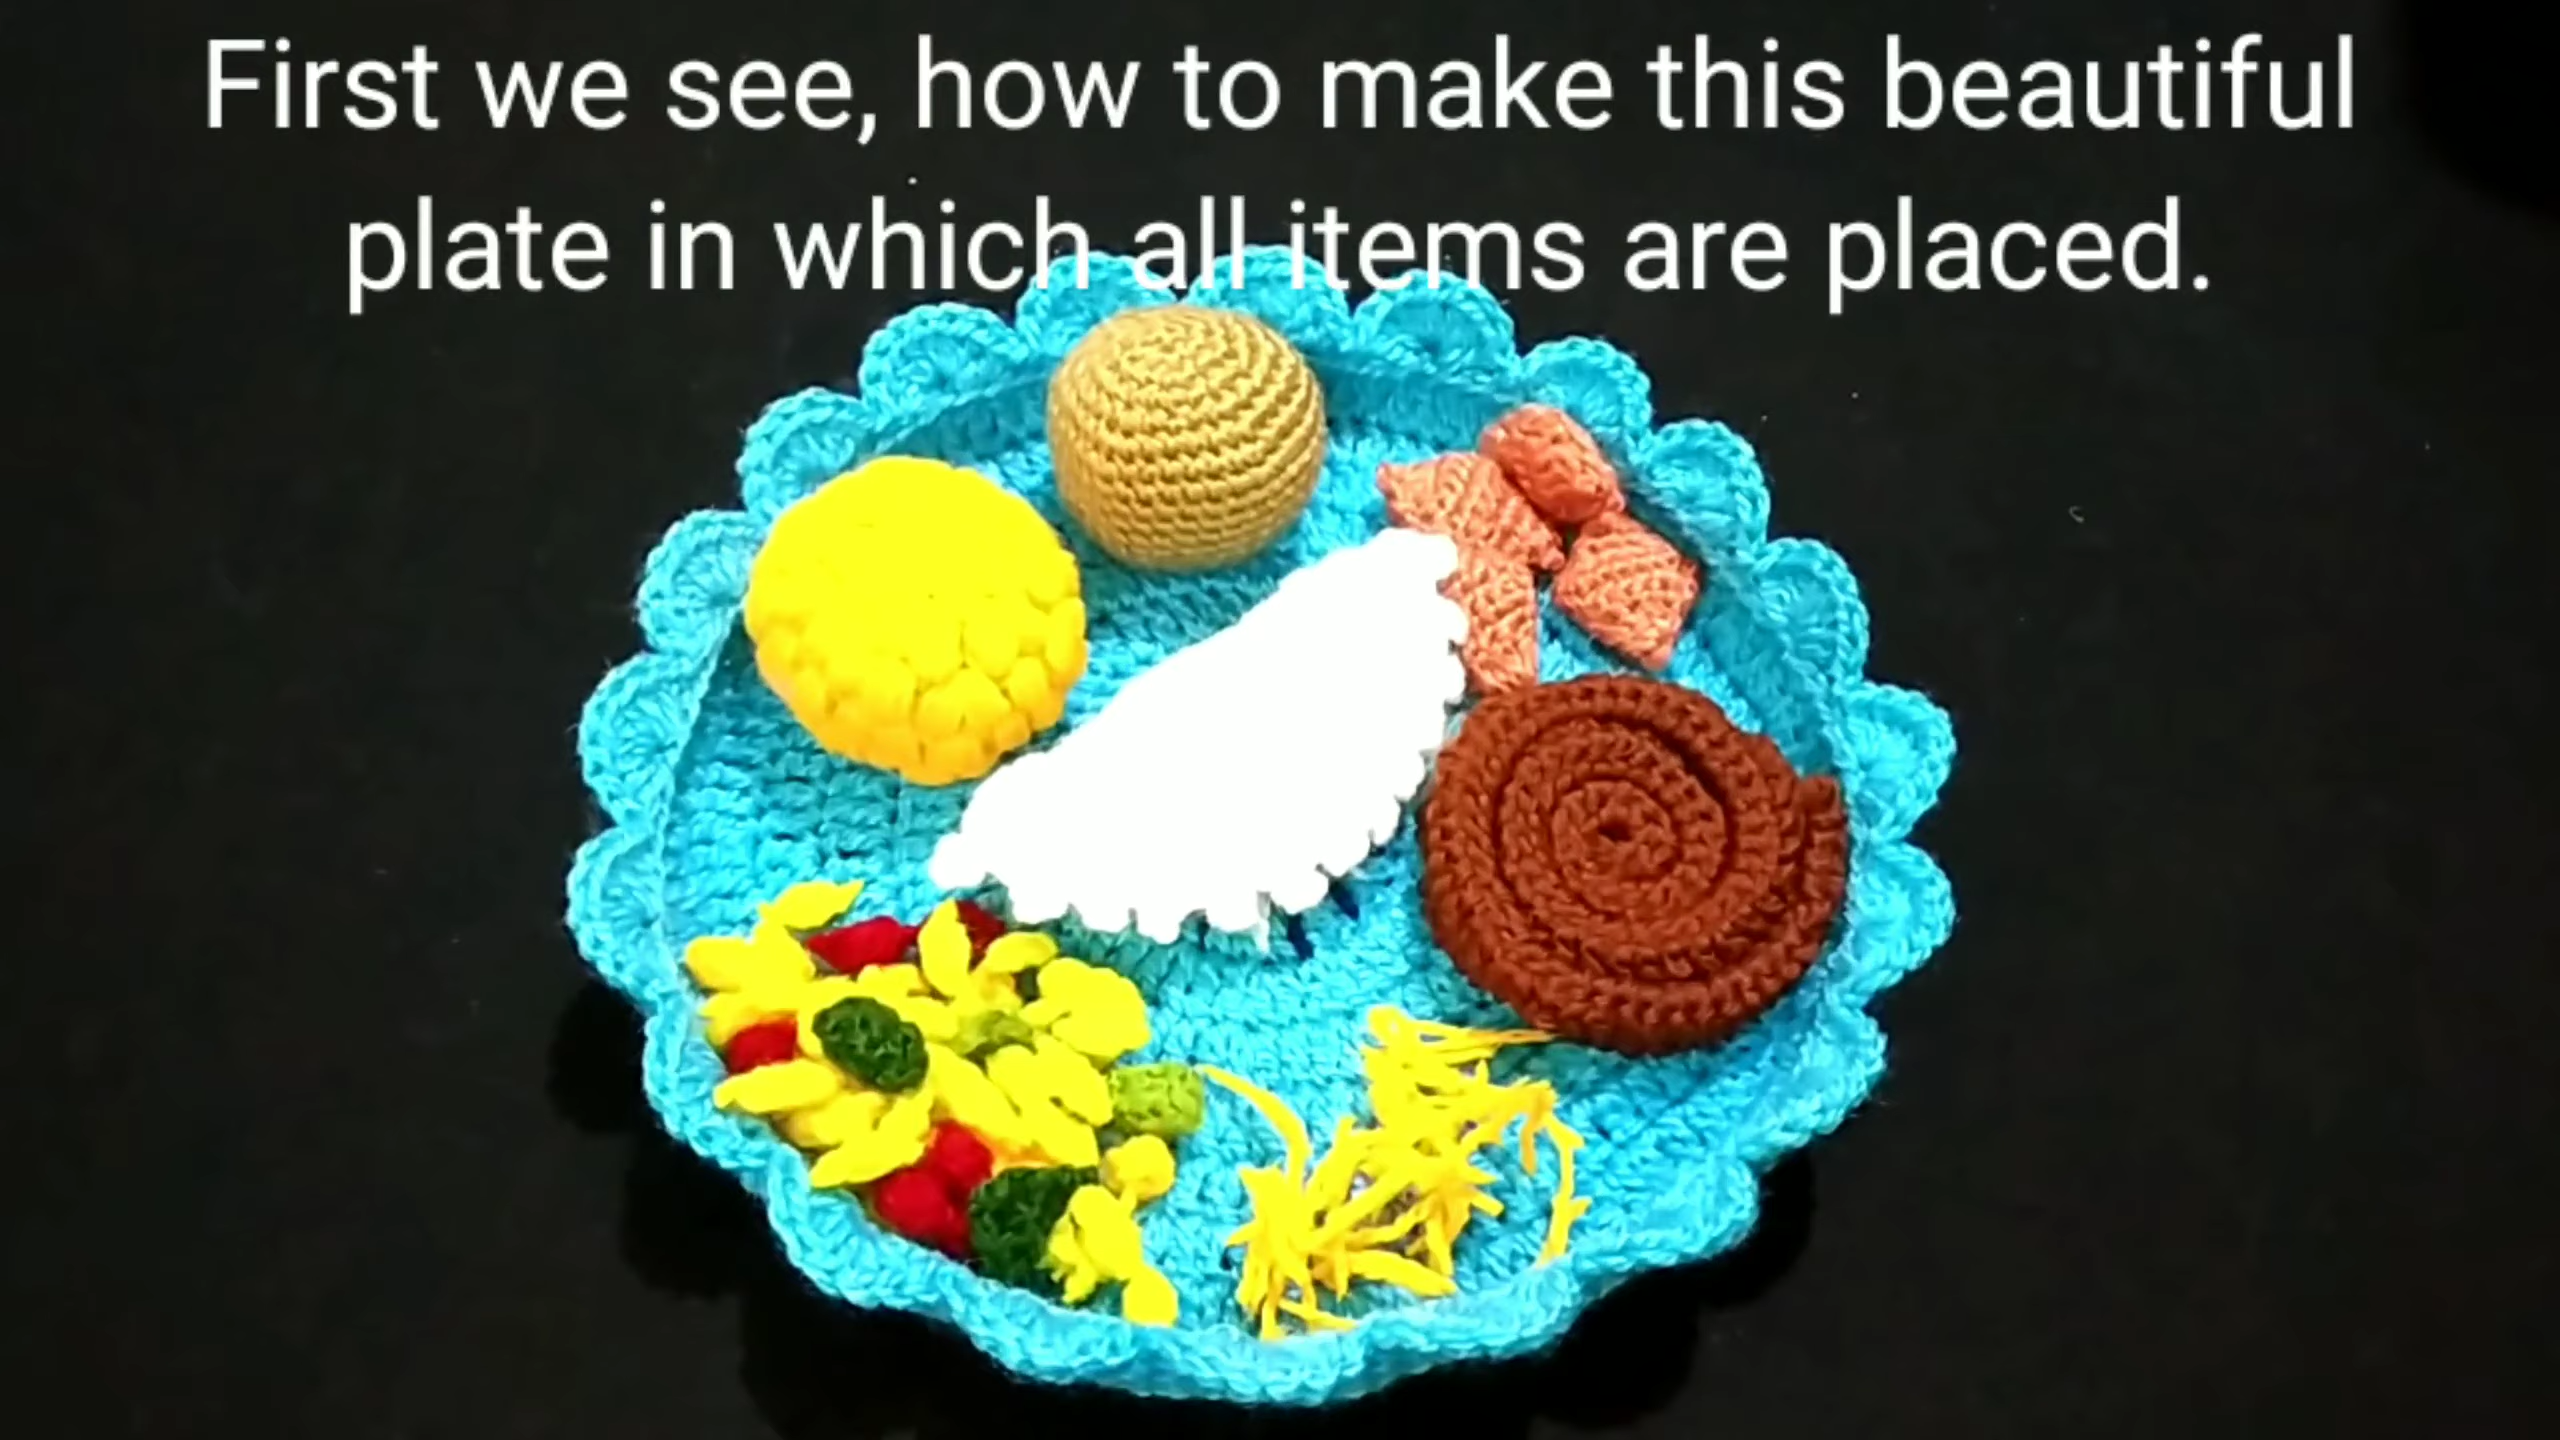 First we see, how to make this beautiful
plate in which all items are placed.